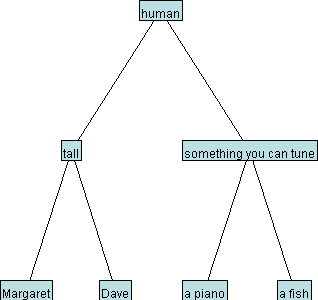 human
tall
something you can tune
Margaret
Dave
a piano
a fish